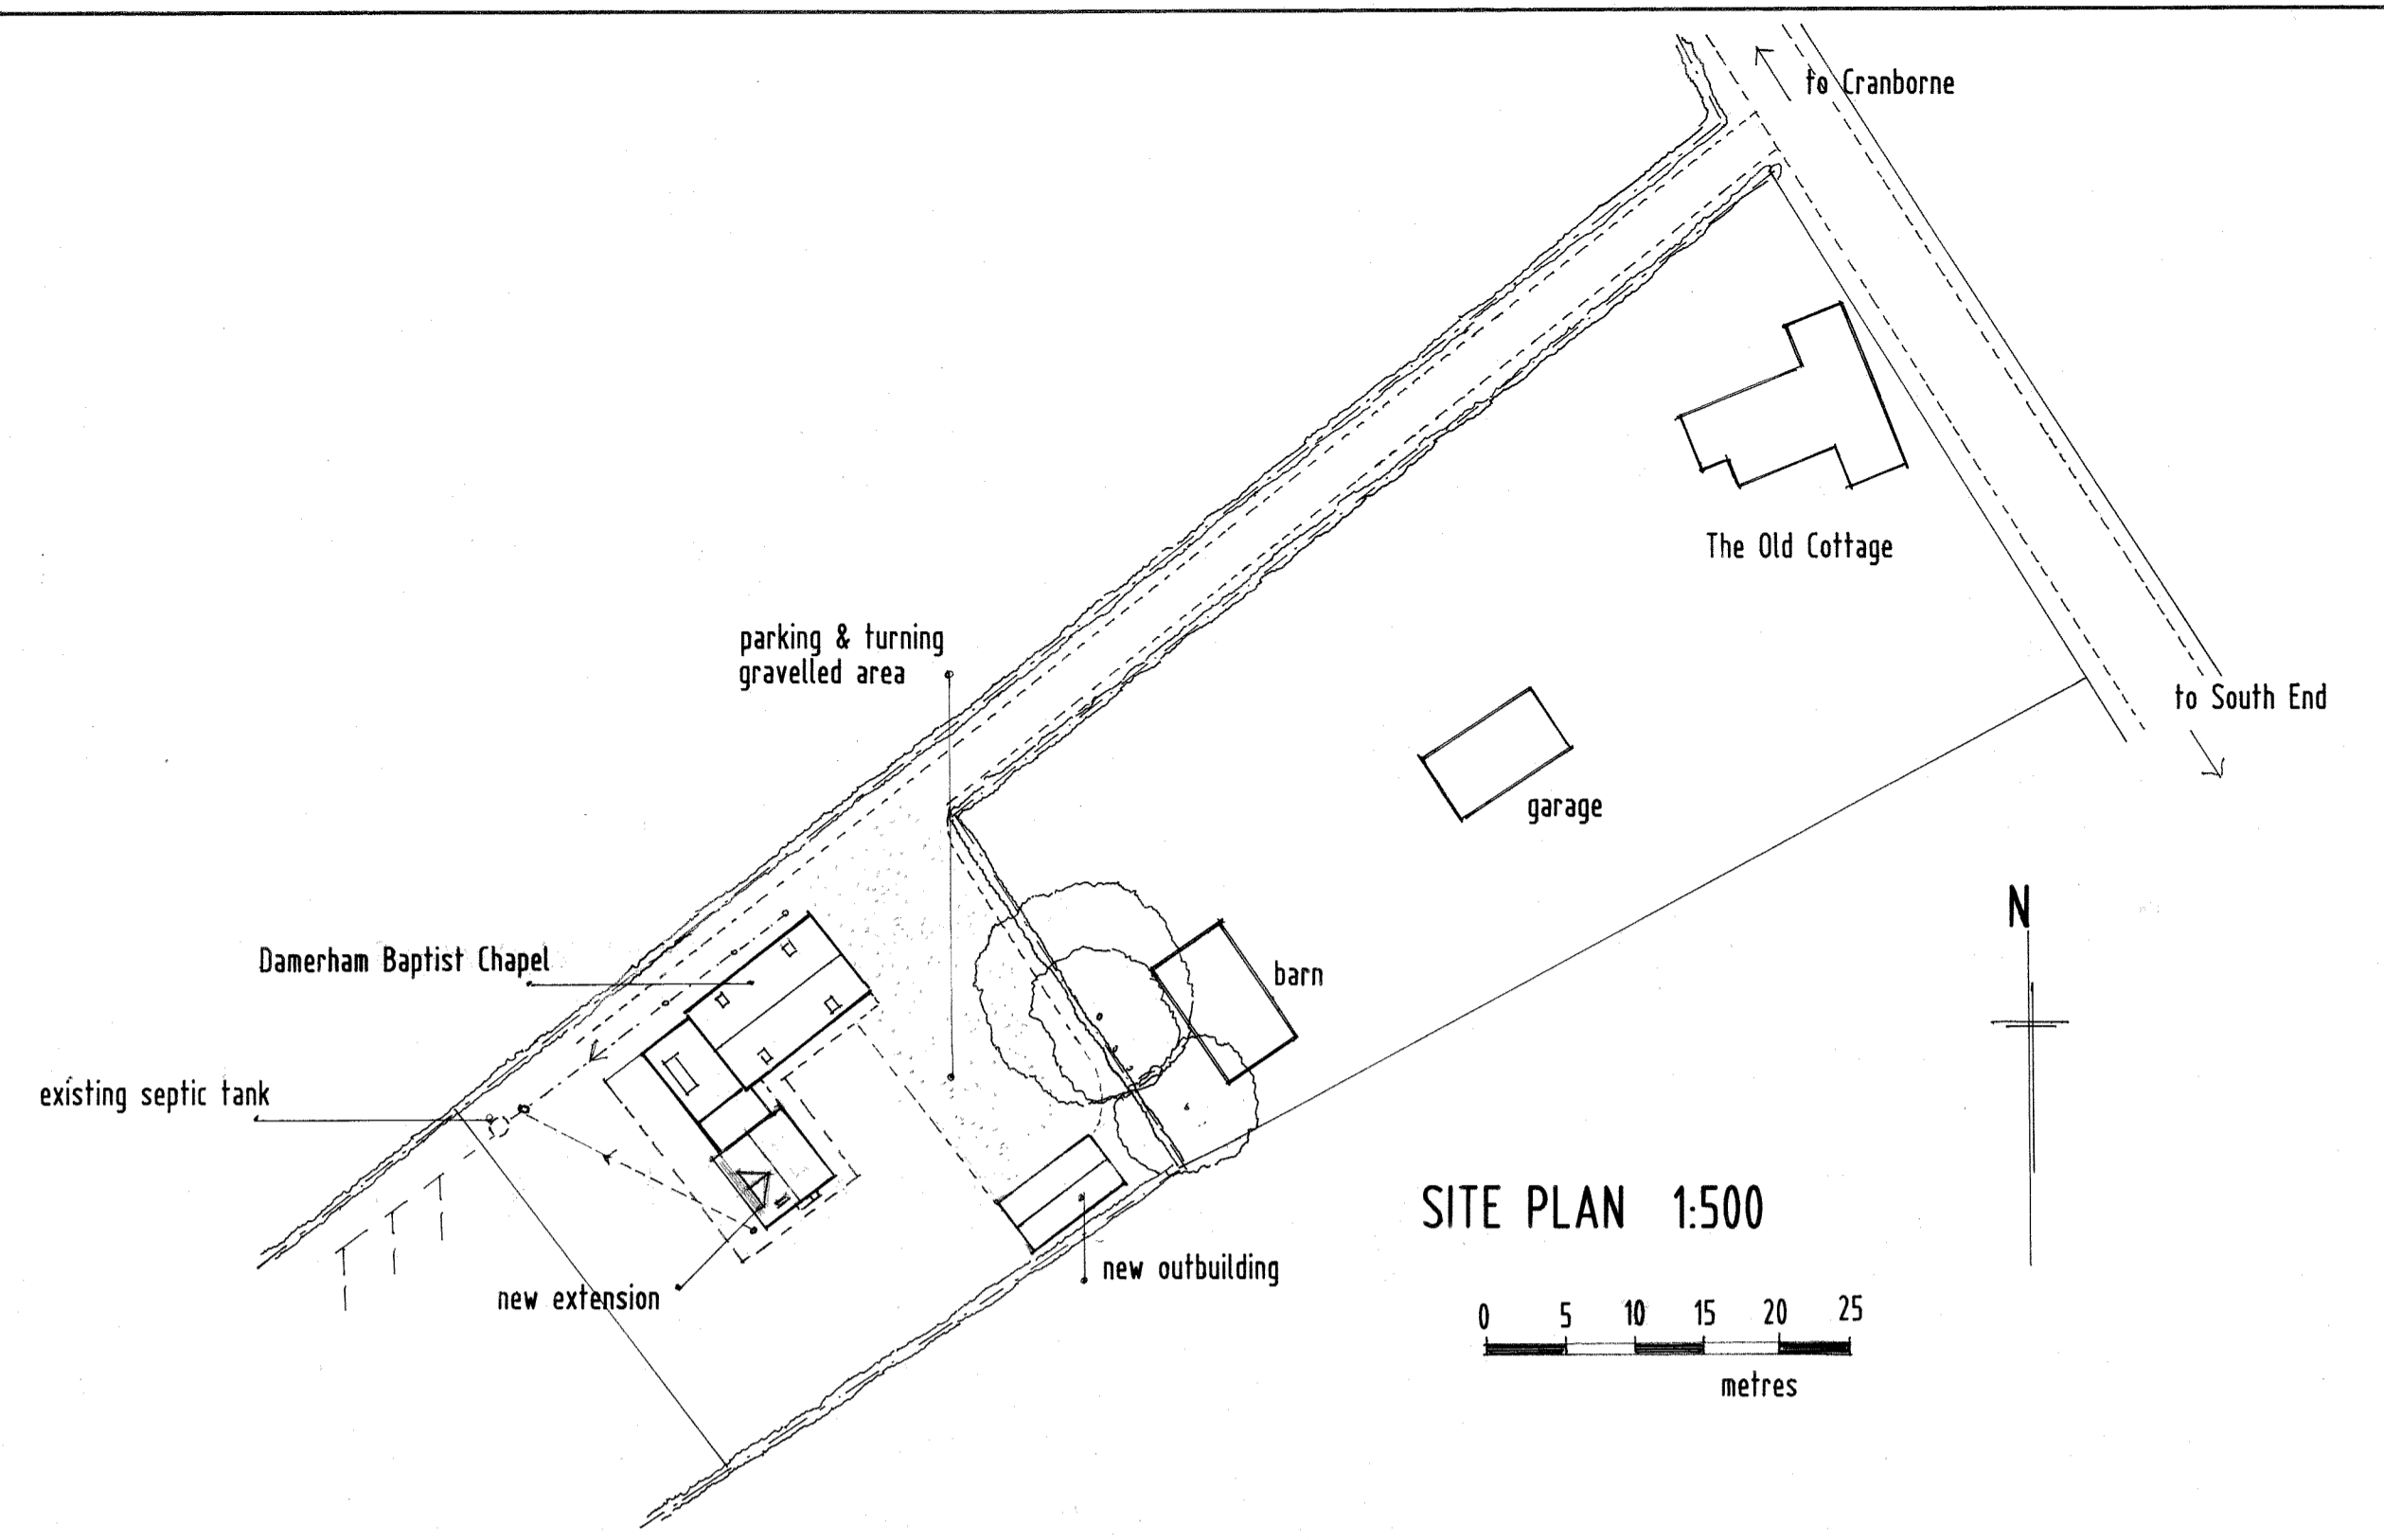 to Cranborne
The Old Cottage
parking & turning
gravelled area
to South End
garage
N
Damerham Baptist Chapel
barn
existing septic tank
SITE PLAN 1:500
new outbuilding
new extension
0 5 10 15 20 25
metres